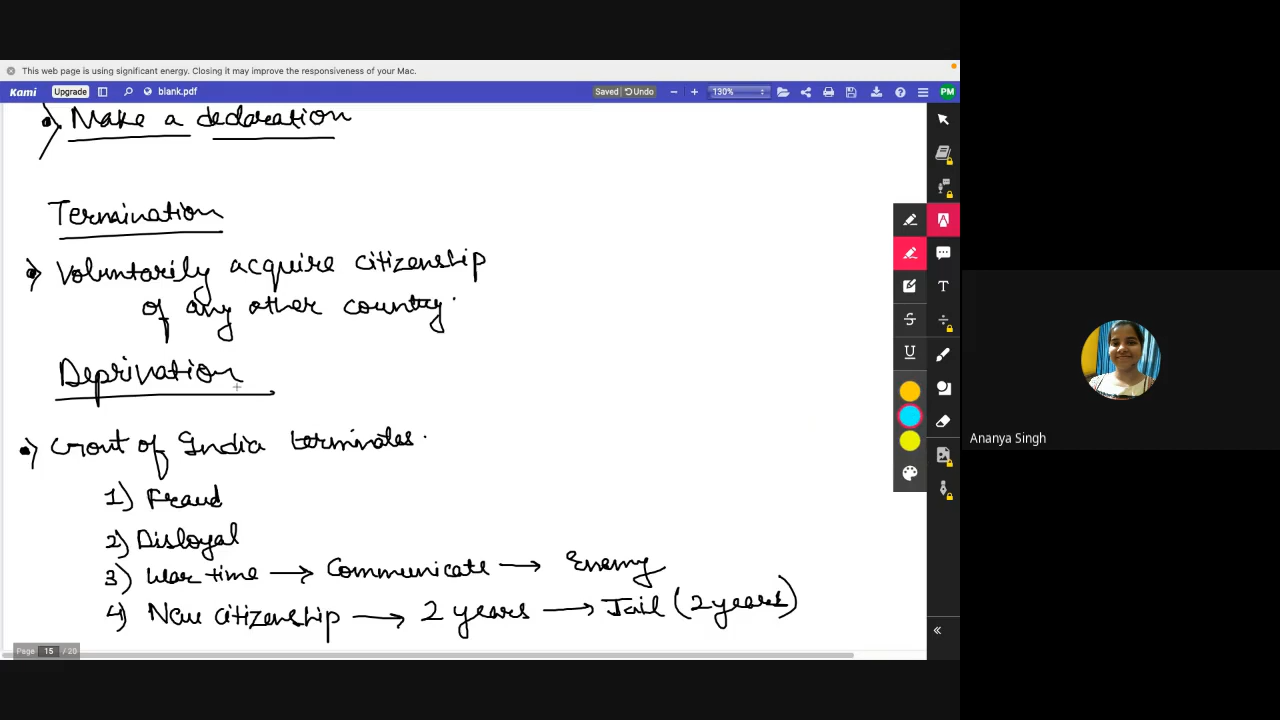 This web page is using significant energy. Closing it may improve the responsiveness of your Mac.
Kami Upgrade blank.pdf Saved Undo 130% PM
Make a declaration
Termination
Voluntarily acquire citizenship
of any other country.
Deprivation
Govt of India terminates.
1) Fraud
2) Disloyal
3) War time → Communicate → Enemy
4) New citizenship → 2 years → Jail (2 years)
Page 15 / 20
Ananya Singh